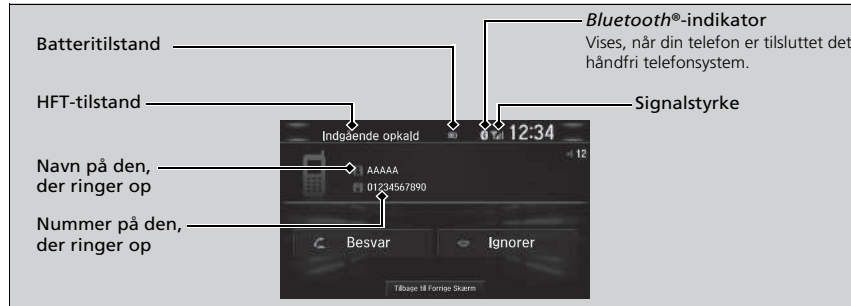 Bluetooth®-indikator
Vises, når din telefon er tilsluttet det
håndfri telefonsystem.
Batteritilstand
HFT-tilstand
Signalstyrke
Indgående opkald
12:34
12
Navn på den,
der ringer op
AAAAA
01234567890
Nummer på den,
der ringer op
Besvar
Ignorer
Tilbage til Forrige Skærm